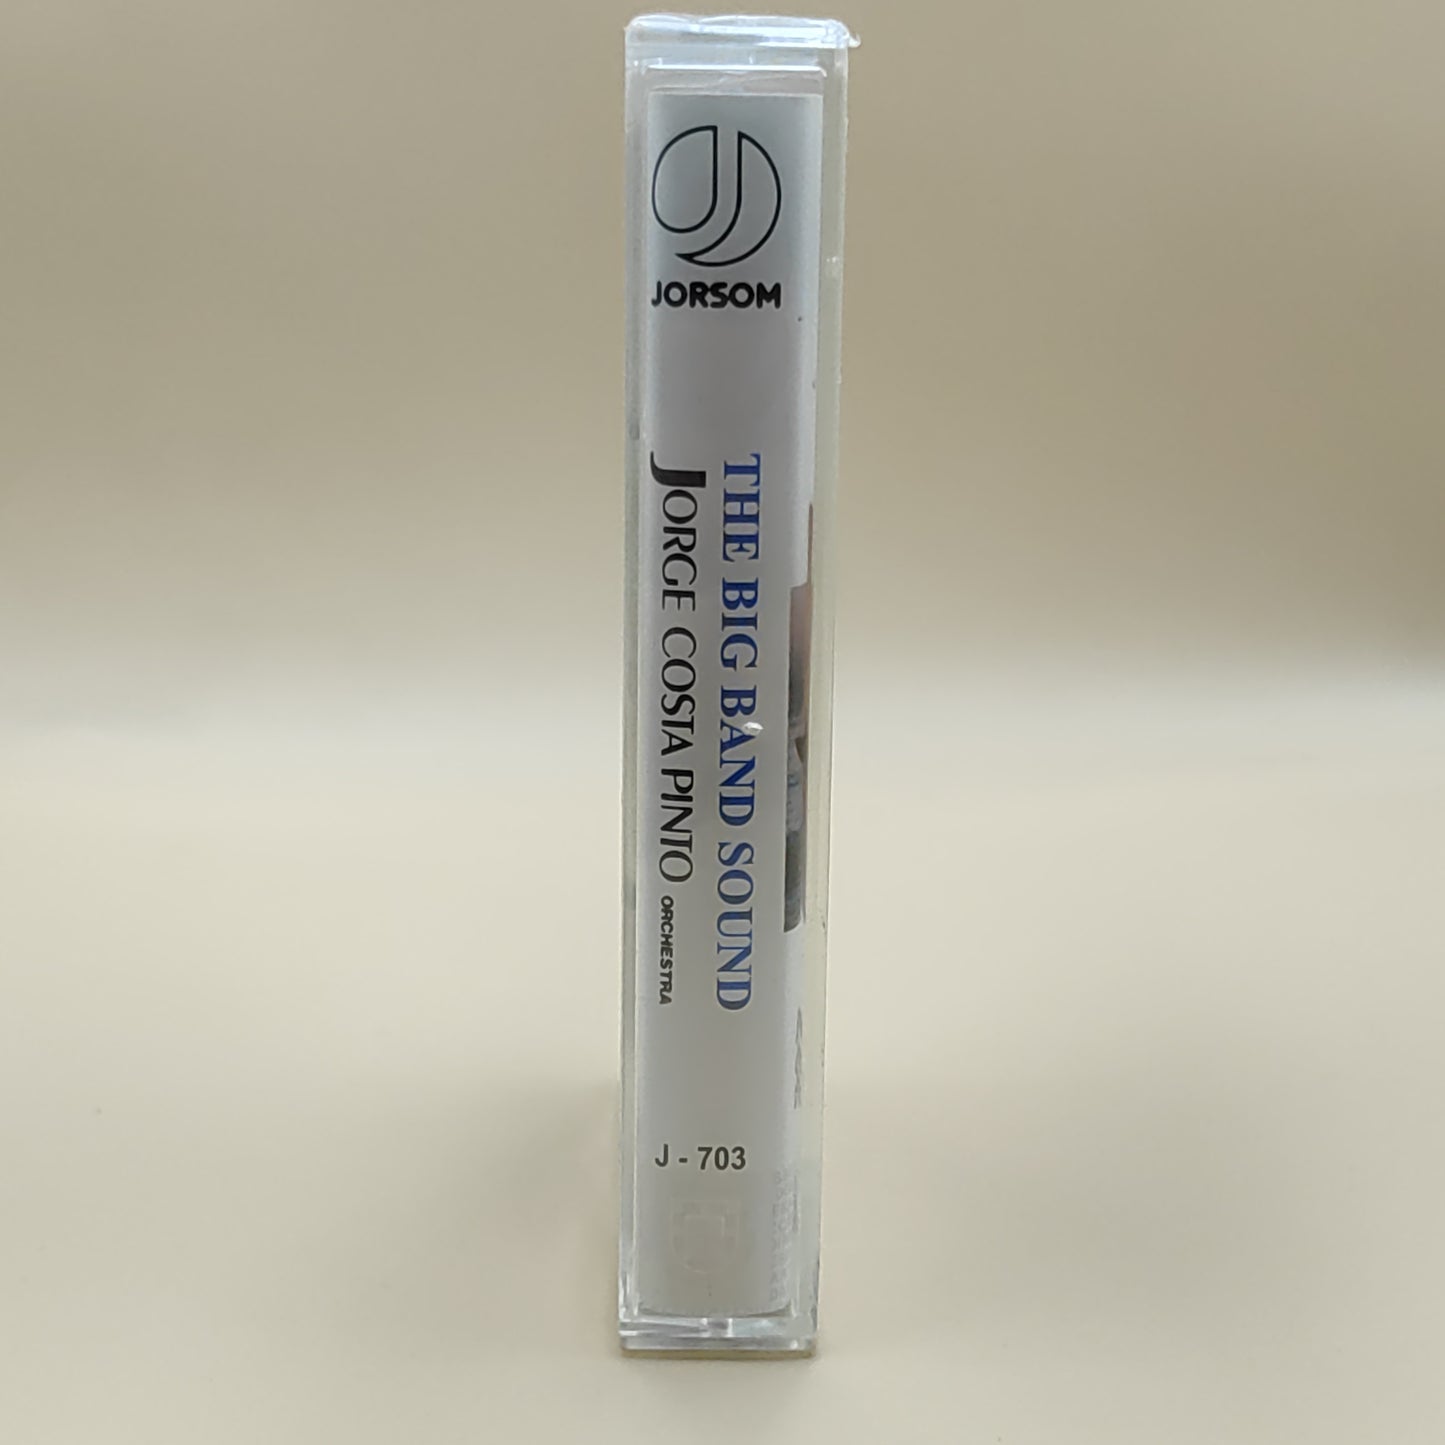 JORSOM
THE BIG BAND SOUND
JORGE COSTA PINTO ORCHESTRA
J - 703